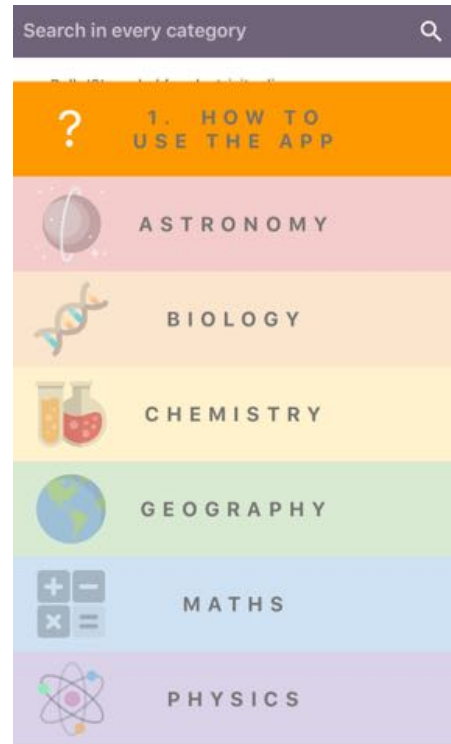 Search in every category
?
1. HOW TO
USE THE APP
ASTRONOMY
BIOLOGY
CHEMISTRY
GEOGRAPHY
MATHS
PHYSICS